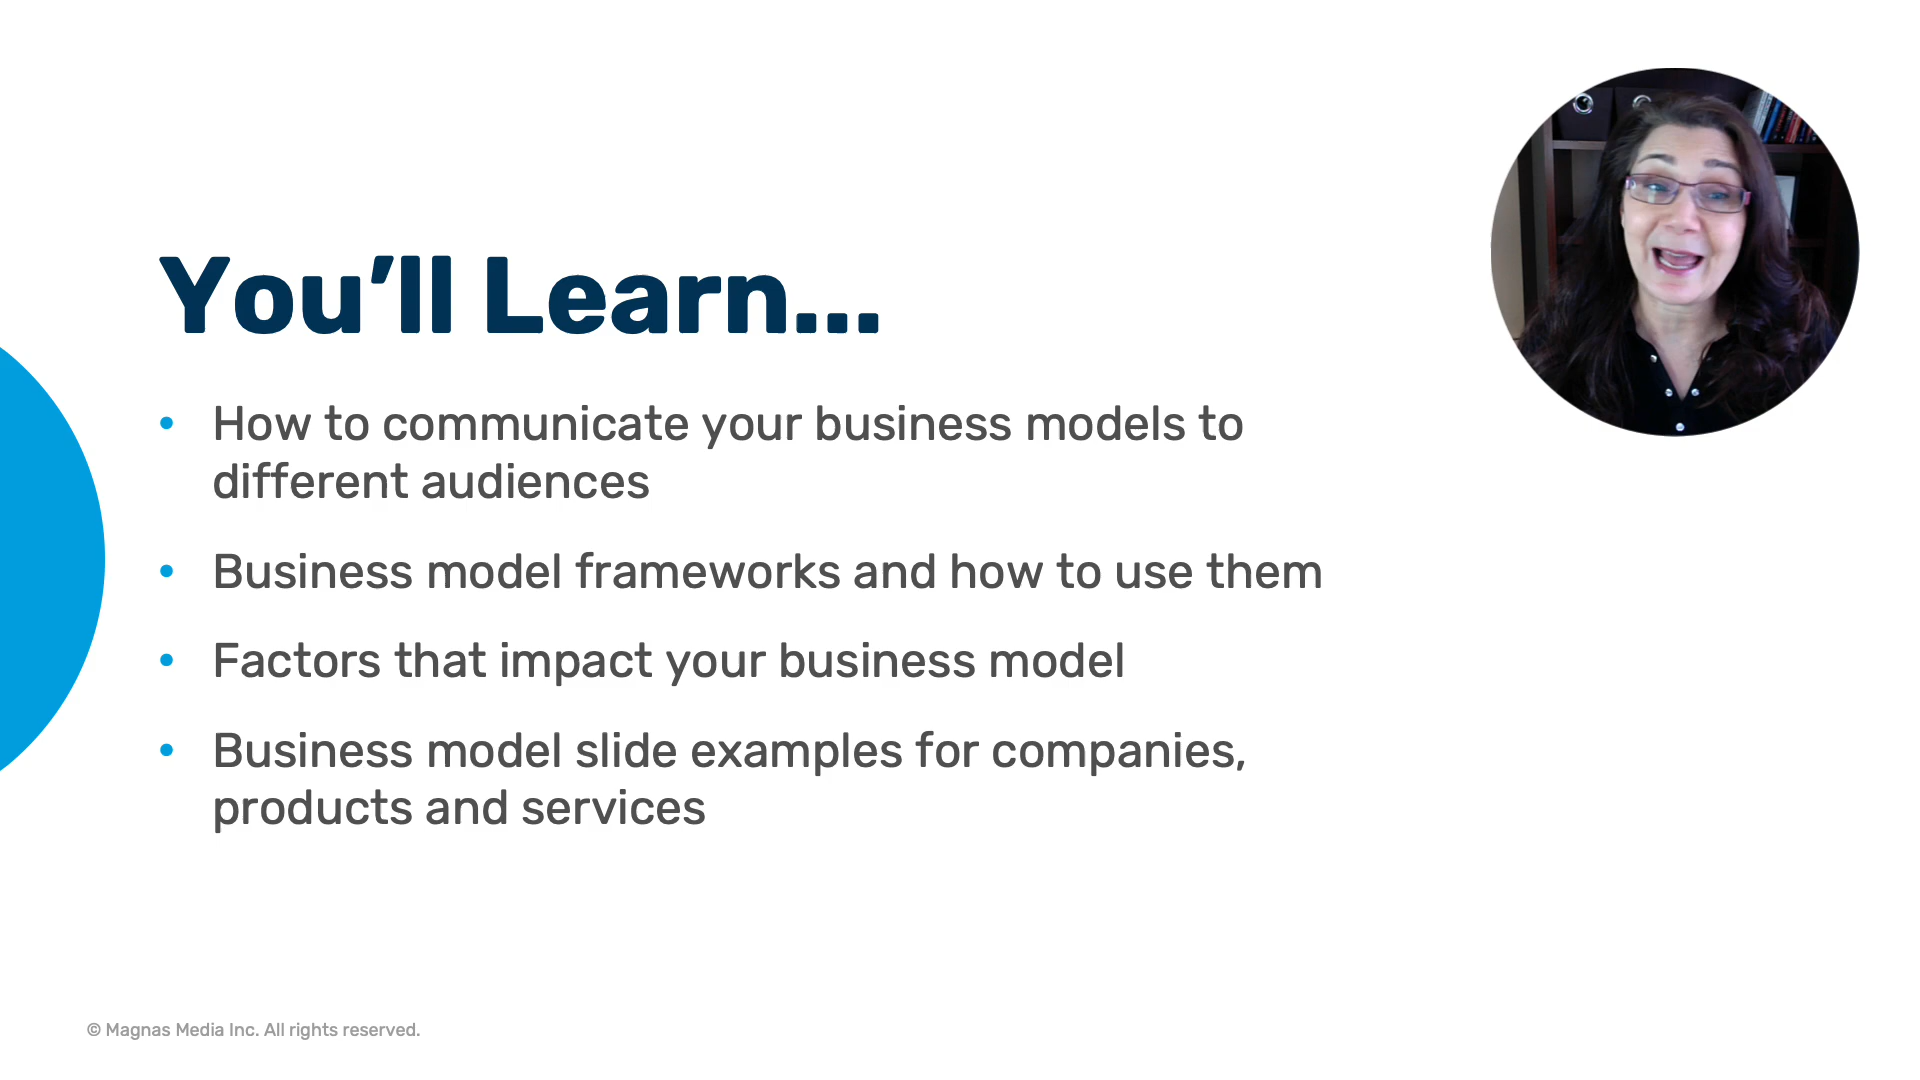 You’ll Learn...
• How to communicate your business models to
different audiences
• Business model frameworks and how to use them
• Factors that impact your business model
• Business model slide examples for companies,
products and services
© Magnas Media Inc. All rights reserved.